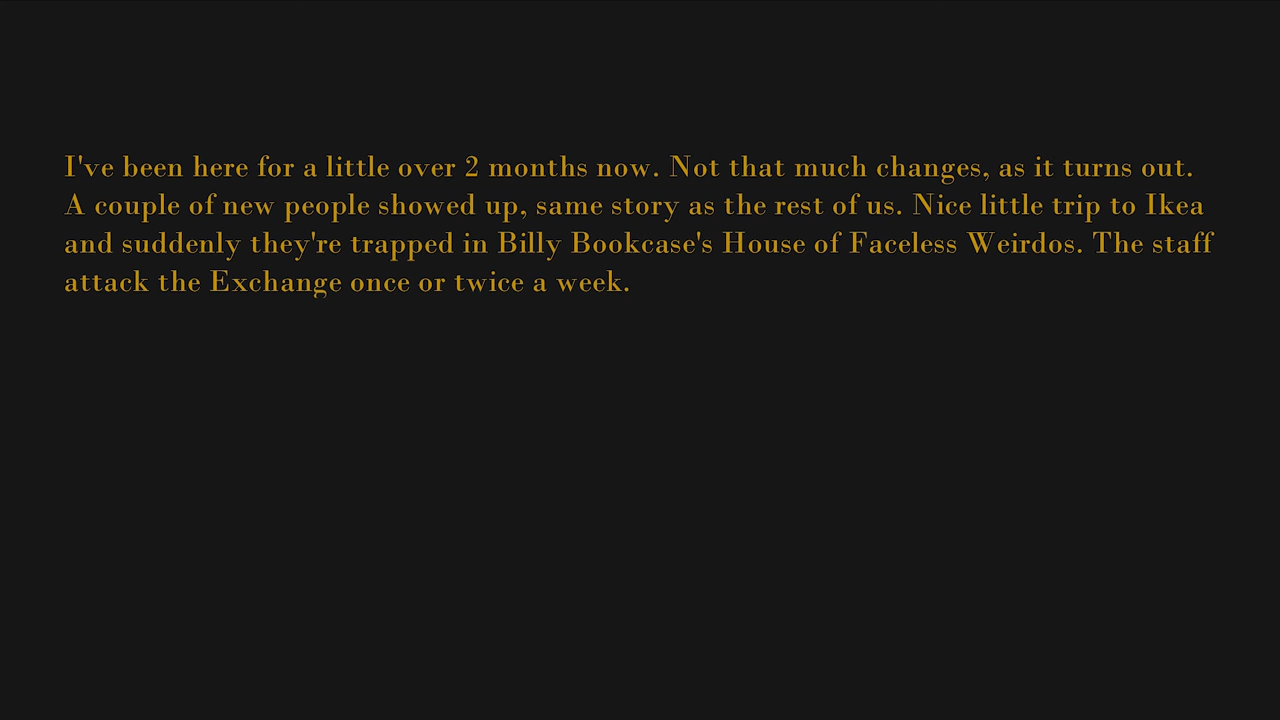 I've been here for a little over 2 months now. Not that much changes, as it turns out.
A couple of new people showed up, same story as the rest of us. Nice little trip to Ikea
and suddenly they're trapped in Billy Bookcase's House of Faceless Weirdos. The staff
attack the Exchange once or twice a week.